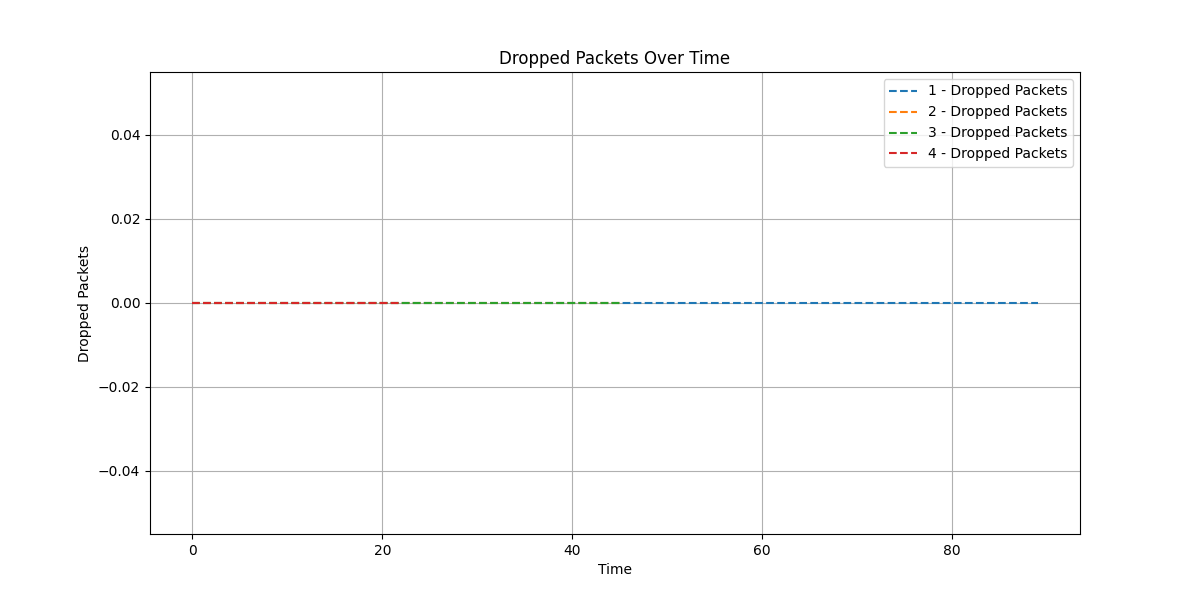 Dropped Packets Over Time
1 - Dropped Packets
2 - Dropped Packets
3 - Dropped Packets
4 - Dropped Packets
Dropped Packets
0.04
0.02
0.00
−0.02
−0.04
0 20 40 60 80
Time